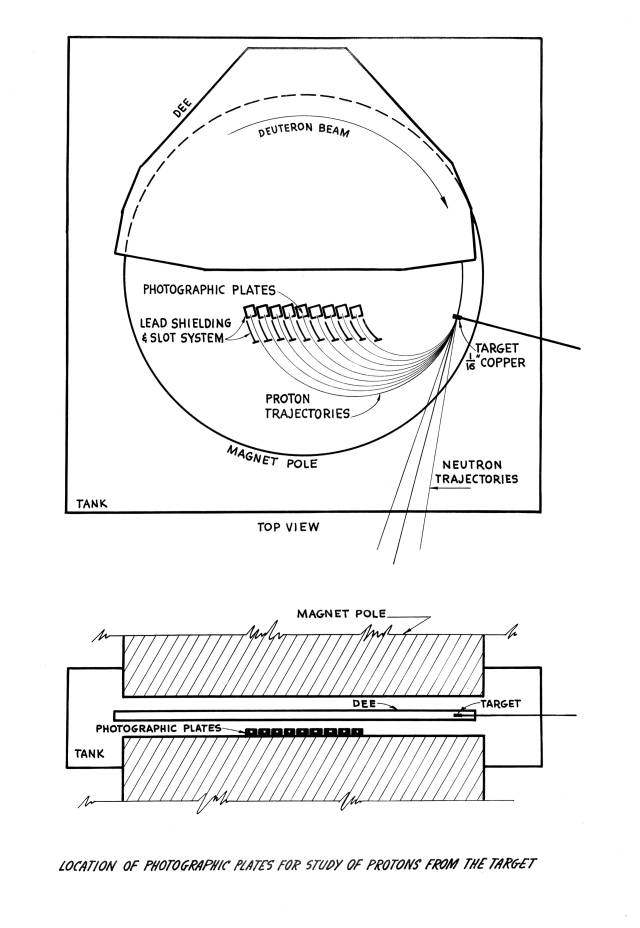 DEE
DEUTERON BEAM
PHOTOGRAPHIC PLATES
LEAD SHIELDING
& SLOT SYSTEM
TARGET
1/16" COPPER
PROTON
TRAJECTORIES
MAGNET POLE
NEUTRON
TRAJECTORIES
TANK
TOP VIEW
MAGNET POLE
DEE
TARGET
PHOTOGRAPHIC PLATES
TANK
LOCATION OF PHOTOGRAPHIC PLATES FOR STUDY OF PROTONS FROM THE TARGET